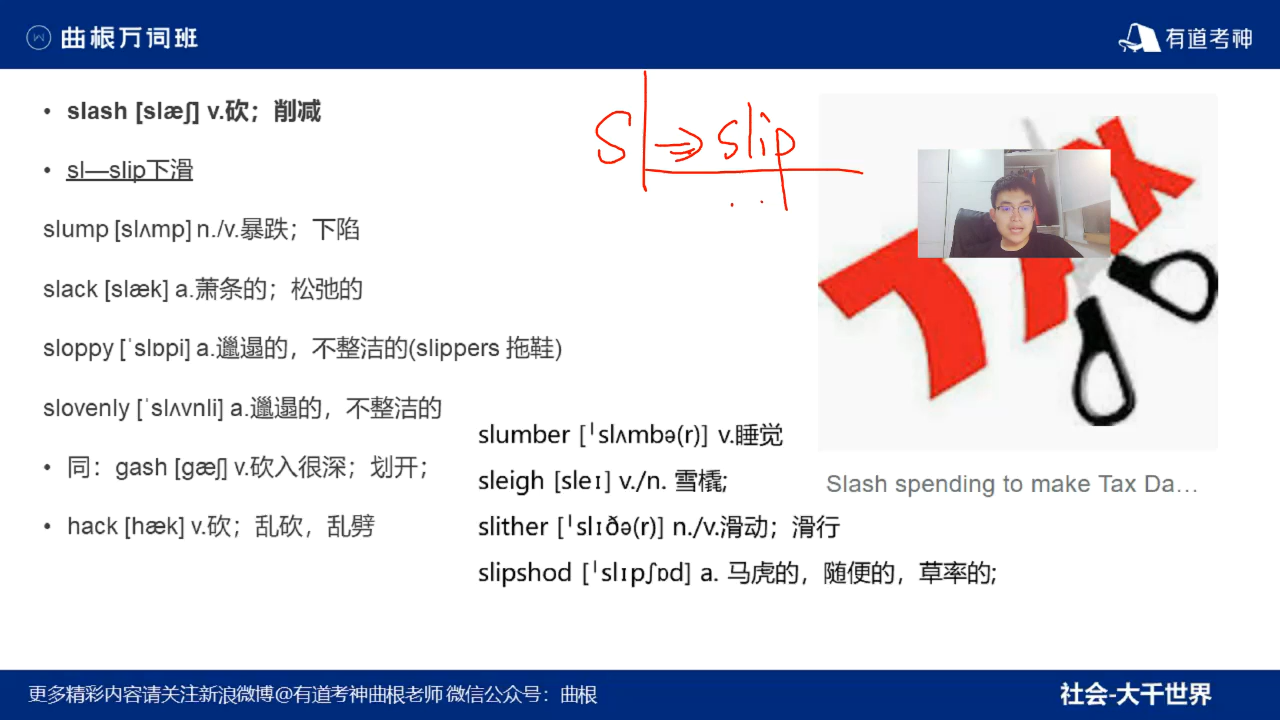 曲根万词班
有道考神
• slash [slæʃ] v.砍；削减
• sl—slip下滑
sl⇒slip
slump [slʌmp] n./v.暴跌；下陷
slack [slæk] a.萧条的；松弛的
sloppy [ˈslɒpi] a.邋遢的，不整洁的(slippers 拖鞋)
slovenly [ˈslʌvnli] a.邋遢的，不整洁的
• 同：gash [gæʃ] v.砍入很深；划开；
• hack [hæk] v.砍；乱砍，乱劈
slumber [ˈslʌmbə(r)] v.睡觉
sleigh [sleɪ] v./n. 雪橇;
slither [ˈslɪðə(r)] n./v.滑动；滑行
slipshod [ˈslɪpʃɒd] a. 马虎的，随便的，草率的;
TAX
Slash spending to make Tax Da…
更多精彩内容请关注新浪微博@有道考神曲根老师 微信公众号：曲根
社会-大千世界